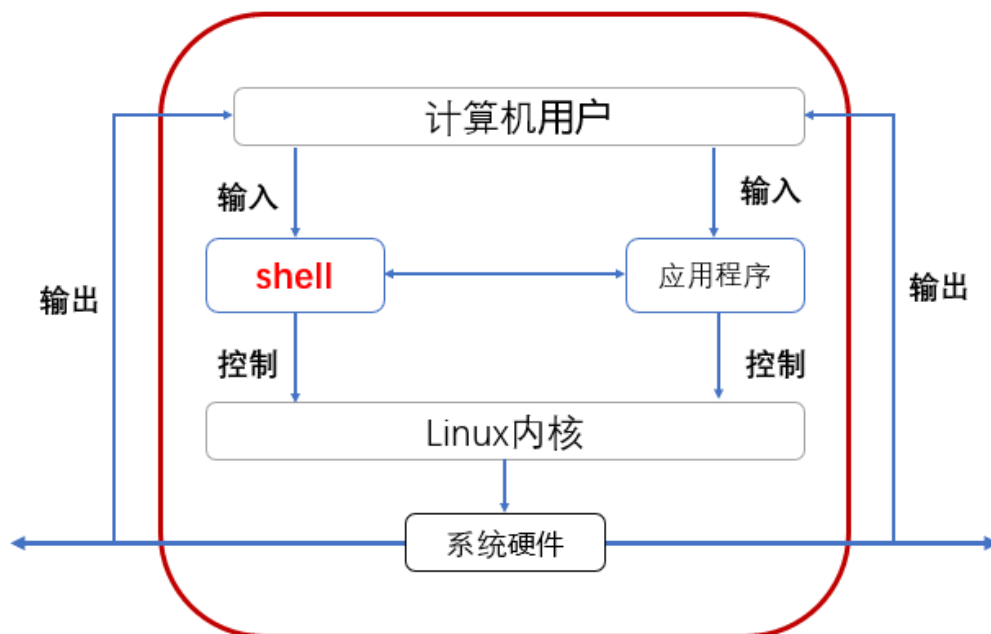 计算机用户
输入
输入
shell
应用程序
输出
输出
控制
控制
Linux内核
系统硬件